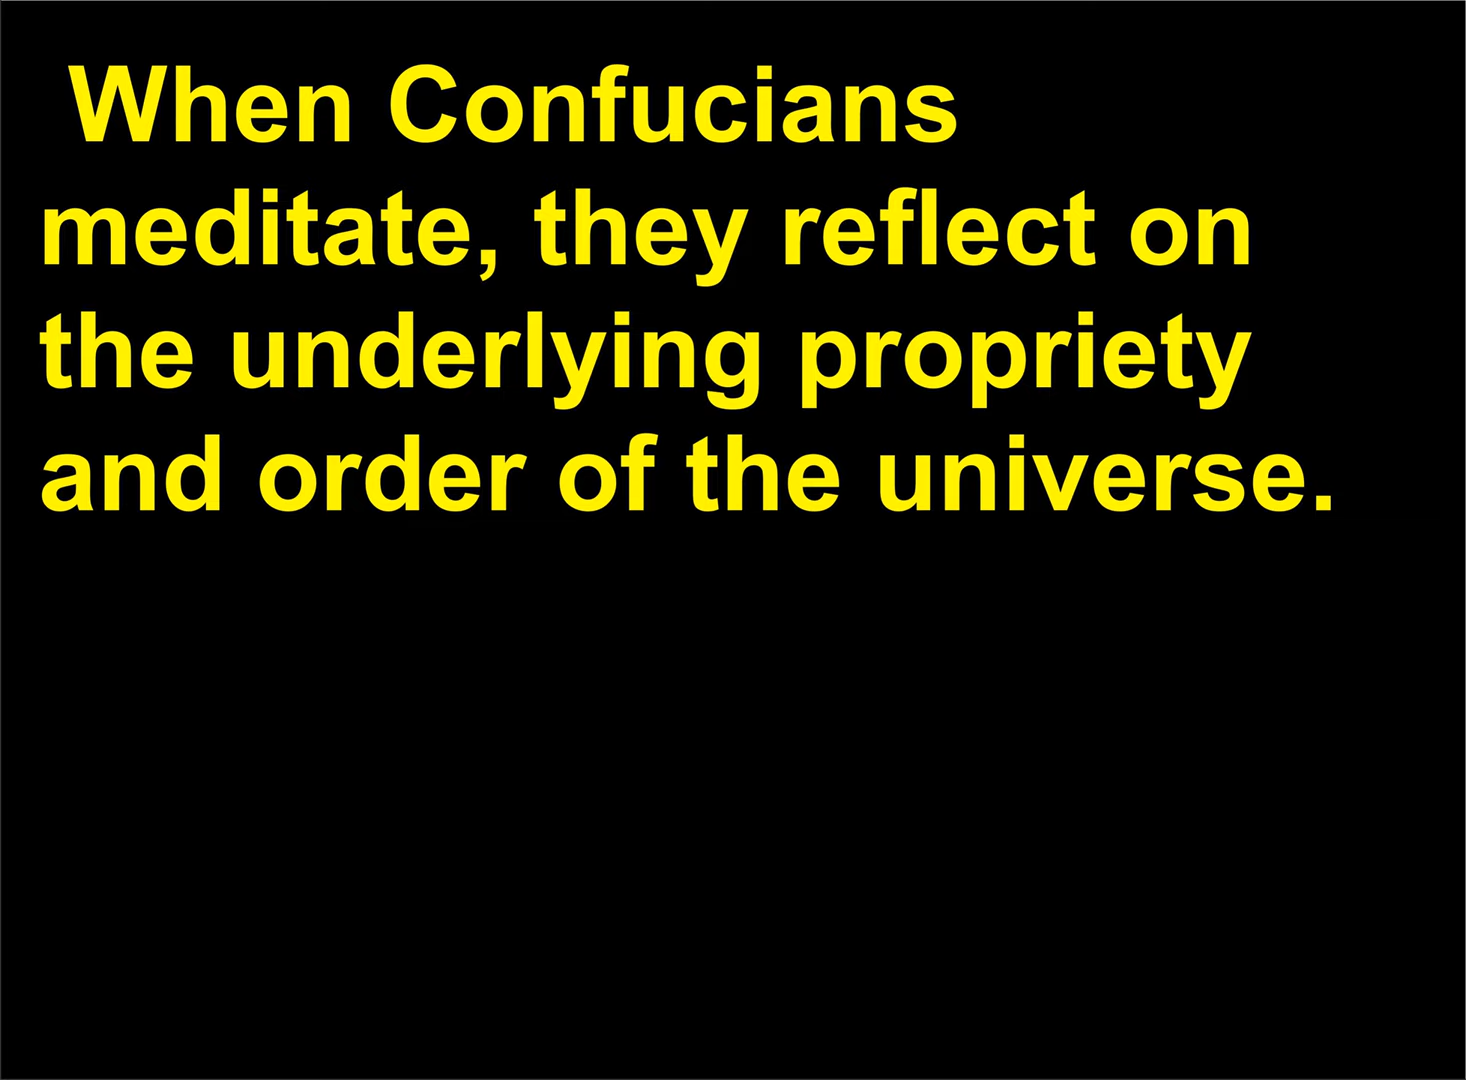 When Confucians
meditate, they reflect on
the underlying propriety
and order of the universe.